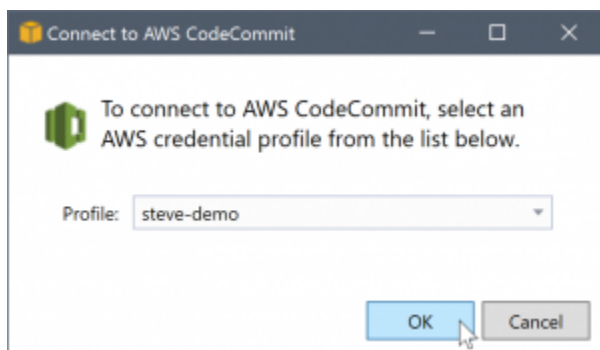 Connect to AWS CodeCommit
To connect to AWS CodeCommit, select an
AWS credential profile from the list below.
Profile: steve-demo
OK Cancel